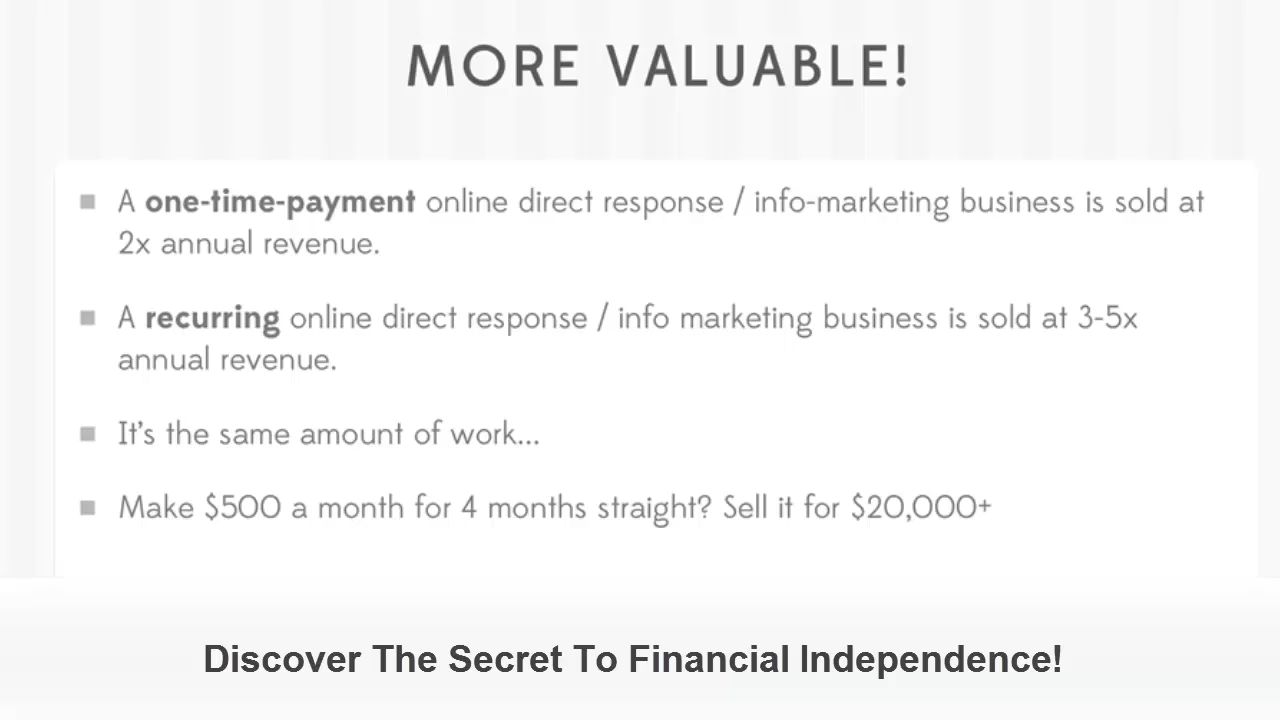 MORE VALUABLE!
A one-time-payment online direct response / info-marketing business is sold at
2x annual revenue.
A recurring online direct response / info marketing business is sold at 3-5x
annual revenue.
It's the same amount of work...
Make $500 a month for 4 months straight? Sell it for $20,000+
Discover The Secret To Financial Independence!